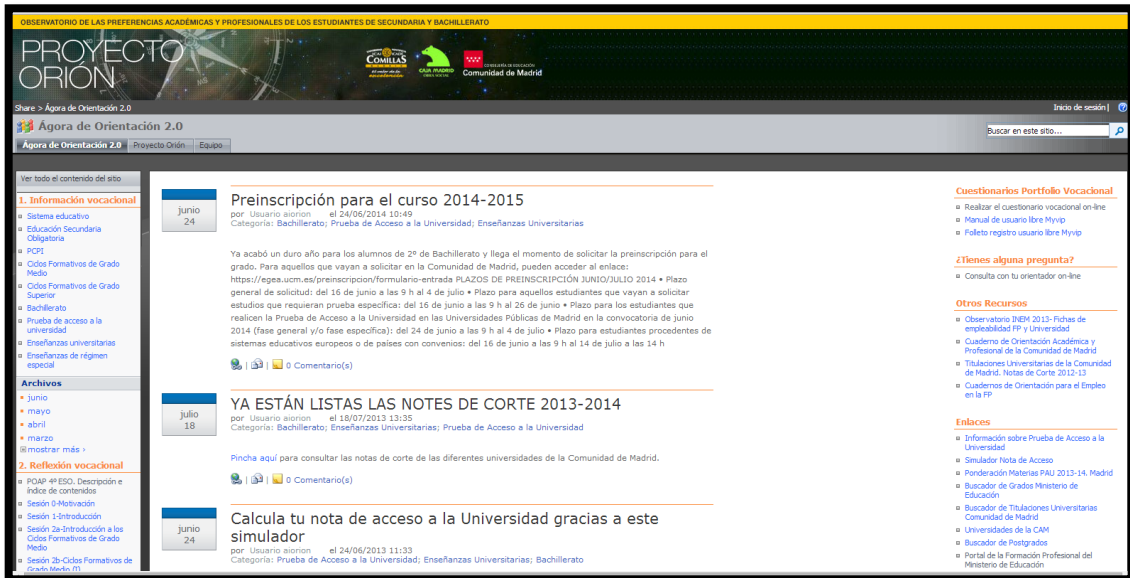 OBSERVATORIO DE LAS PREFERENCIAS ACADÉMICAS Y PROFESIONALES DE LOS ESTUDIANTES DE SECUNDARIA Y BACHILLERATO
PROYECTO
ORIÓN
COMILLAS
CAJA MADRID
OBRA SOCIAL
CONSEJERÍA DE EDUCACIÓN
Comunidad de Madrid
Share > Ágora de Orientación 2.0
Inicio de sesión |
Ágora de Orientación 2.0
Buscar en este sitio...
Ágora de Orientación 2.0 Proyecto Orión Equipo
Ver todo el contenido del sitio
1. Información vocacional
Sistema educativo
Educación Secundaria
Obligatoria
PCPI
Ciclos Formativos de Grado
Medio
Ciclos Formativos de Grado
Superior
Bachillerato
Prueba de acceso a la
universidad
Enseñanzas universitarias
Enseñanzas de régimen
especial
Archivos
junio
mayo
abril
marzo
mostrar más ›
2. Reflexión vocacional
POAP 4º ESO. Descripción e
índice de contenidos
Sesión 0-Motivación
Sesión 1-Introducción
Sesión 2a-Introducción a los
Ciclos Formativos de Grado
Medio
Sesión 2b-Ciclos Formativos de
Grado Medio (I)
junio
24
Preinscripción para el curso 2014-2015
por Usuario aiorion el 24/06/2014 10:49
Categoría: Bachillerato; Prueba de Acceso a la Universidad; Enseñanzas Universitarias
Ya acabó un duro año para los alumnos de 2º de Bachillerato y llega el momento de solicitar la preinscripción para el
grado. Para aquellos que vayan a solicitar en la Comunidad de Madrid, pueden acceder al enlace:
https://egea.ucm.es/preinscripcion/formulario-entrada PLAZOS DE PREINSCRIPCIÓN JUNIO/JULIO 2014 • Plazo
general de solicitud: del 16 de junio a las 9 h al 4 de julio • Plazo para aquellos estudiantes que vayan a solicitar
estudios que requieran prueba específica: del 16 de junio a las 9 h al 26 de junio • Plazo para los estudiantes que
realicen la Prueba de Acceso a la Universidad en las Universidades Públicas de Madrid en la convocatoria de junio
2014 (fase general y/o fase específica): del 24 de junio a las 9 h al 4 de julio • Plazo para estudiantes procedentes de
sistemas educativos europeos o de países con convenios: del 16 de junio a las 9 h al 14 de julio a las 14 h
| | 0 Comentario(s)
julio
18
YA ESTÁN LISTAS LAS NOTES DE CORTE 2013-2014
por Usuario aiorion el 18/07/2013 13:35
Categoría: Bachillerato; Enseñanzas Universitarias; Prueba de Acceso a la Universidad
Pincha aquí para consultar las notas de corte de las diferentes universidades de la Comunidad de Madrid.
| | 0 Comentario(s)
junio
24
Calcula tu nota de acceso a la Universidad gracias a este
simulador
por Usuario aiorion el 24/06/2013 11:33
Categoría: Prueba de Acceso a la Universidad; Enseñanzas Universitarias; Bachillerato
Cuestionarios Portfolio Vocacional
Realizar el cuestionario vocacional on-line
Manual de usuario libre Myvip
Folleto registro usuario libre Myvip
¿Tienes alguna pregunta?
Consulta con tu orientador on-line
Otros Recursos
Observatorio INEM 2013- Fichas de
empleabilidad FP y Universidad
Cuaderno de Orientación Académica y
Profesional de la Comunidad de Madrid
Titulaciones Universitarias de la Comunidad
de Madrid. Notas de Corte 2012-13
Cuadernos de Orientación para el Empleo
en la FP
Enlaces
Información sobre Prueba de Acceso a la
Universidad
Simulador Nota de Acceso
Ponderación Materias PAU 2013-14. Madrid
Buscador de Grados Ministerio de
Educación
Buscador de Titulaciones Universitarias
Comunidad de Madrid
Universidades de la CAM
Buscador de Postgrados
Portal de la Formación Profesional del
Ministerio de Educación